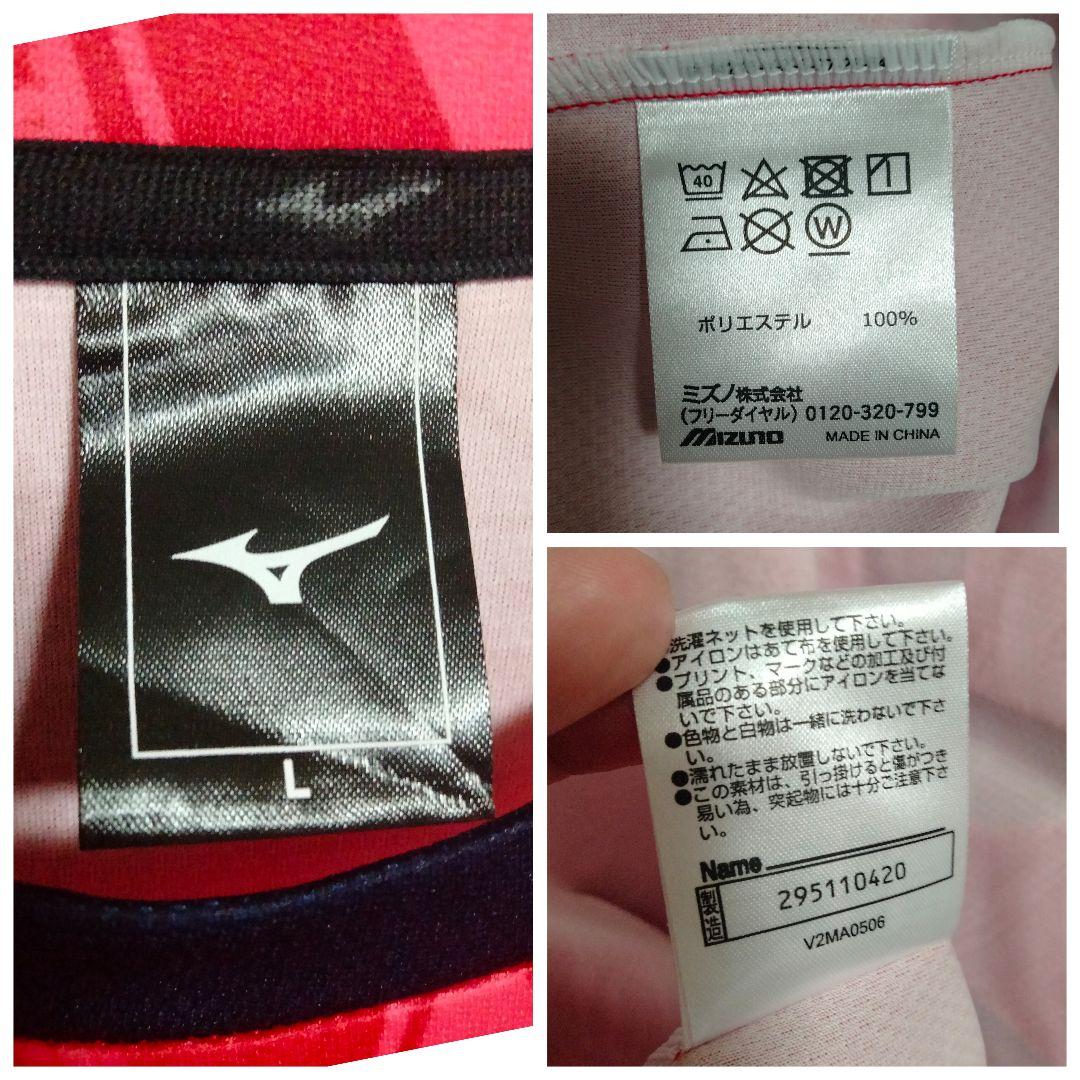 L
40
W
ポリエステル 100%
ミズノ株式会社
(フリーダイヤル) 0120-320-799
MIZUNO MADE IN CHINA
洗濯ネットを使用して下さい。
●アイロンはあて布を使用して下さい。
●プリント、マークなどの加工及び付
属品のある部分にアイロンを当てな
いで下さい。
●色物と白物は一緒に洗わないで下さ
い。
●濡れたまま放置しないで下さい。
●この素材は、引っ掛けると傷がつき
易い為、突起物には十分ご注意下さ
い。
Name
製造 295110420
V2MA0506